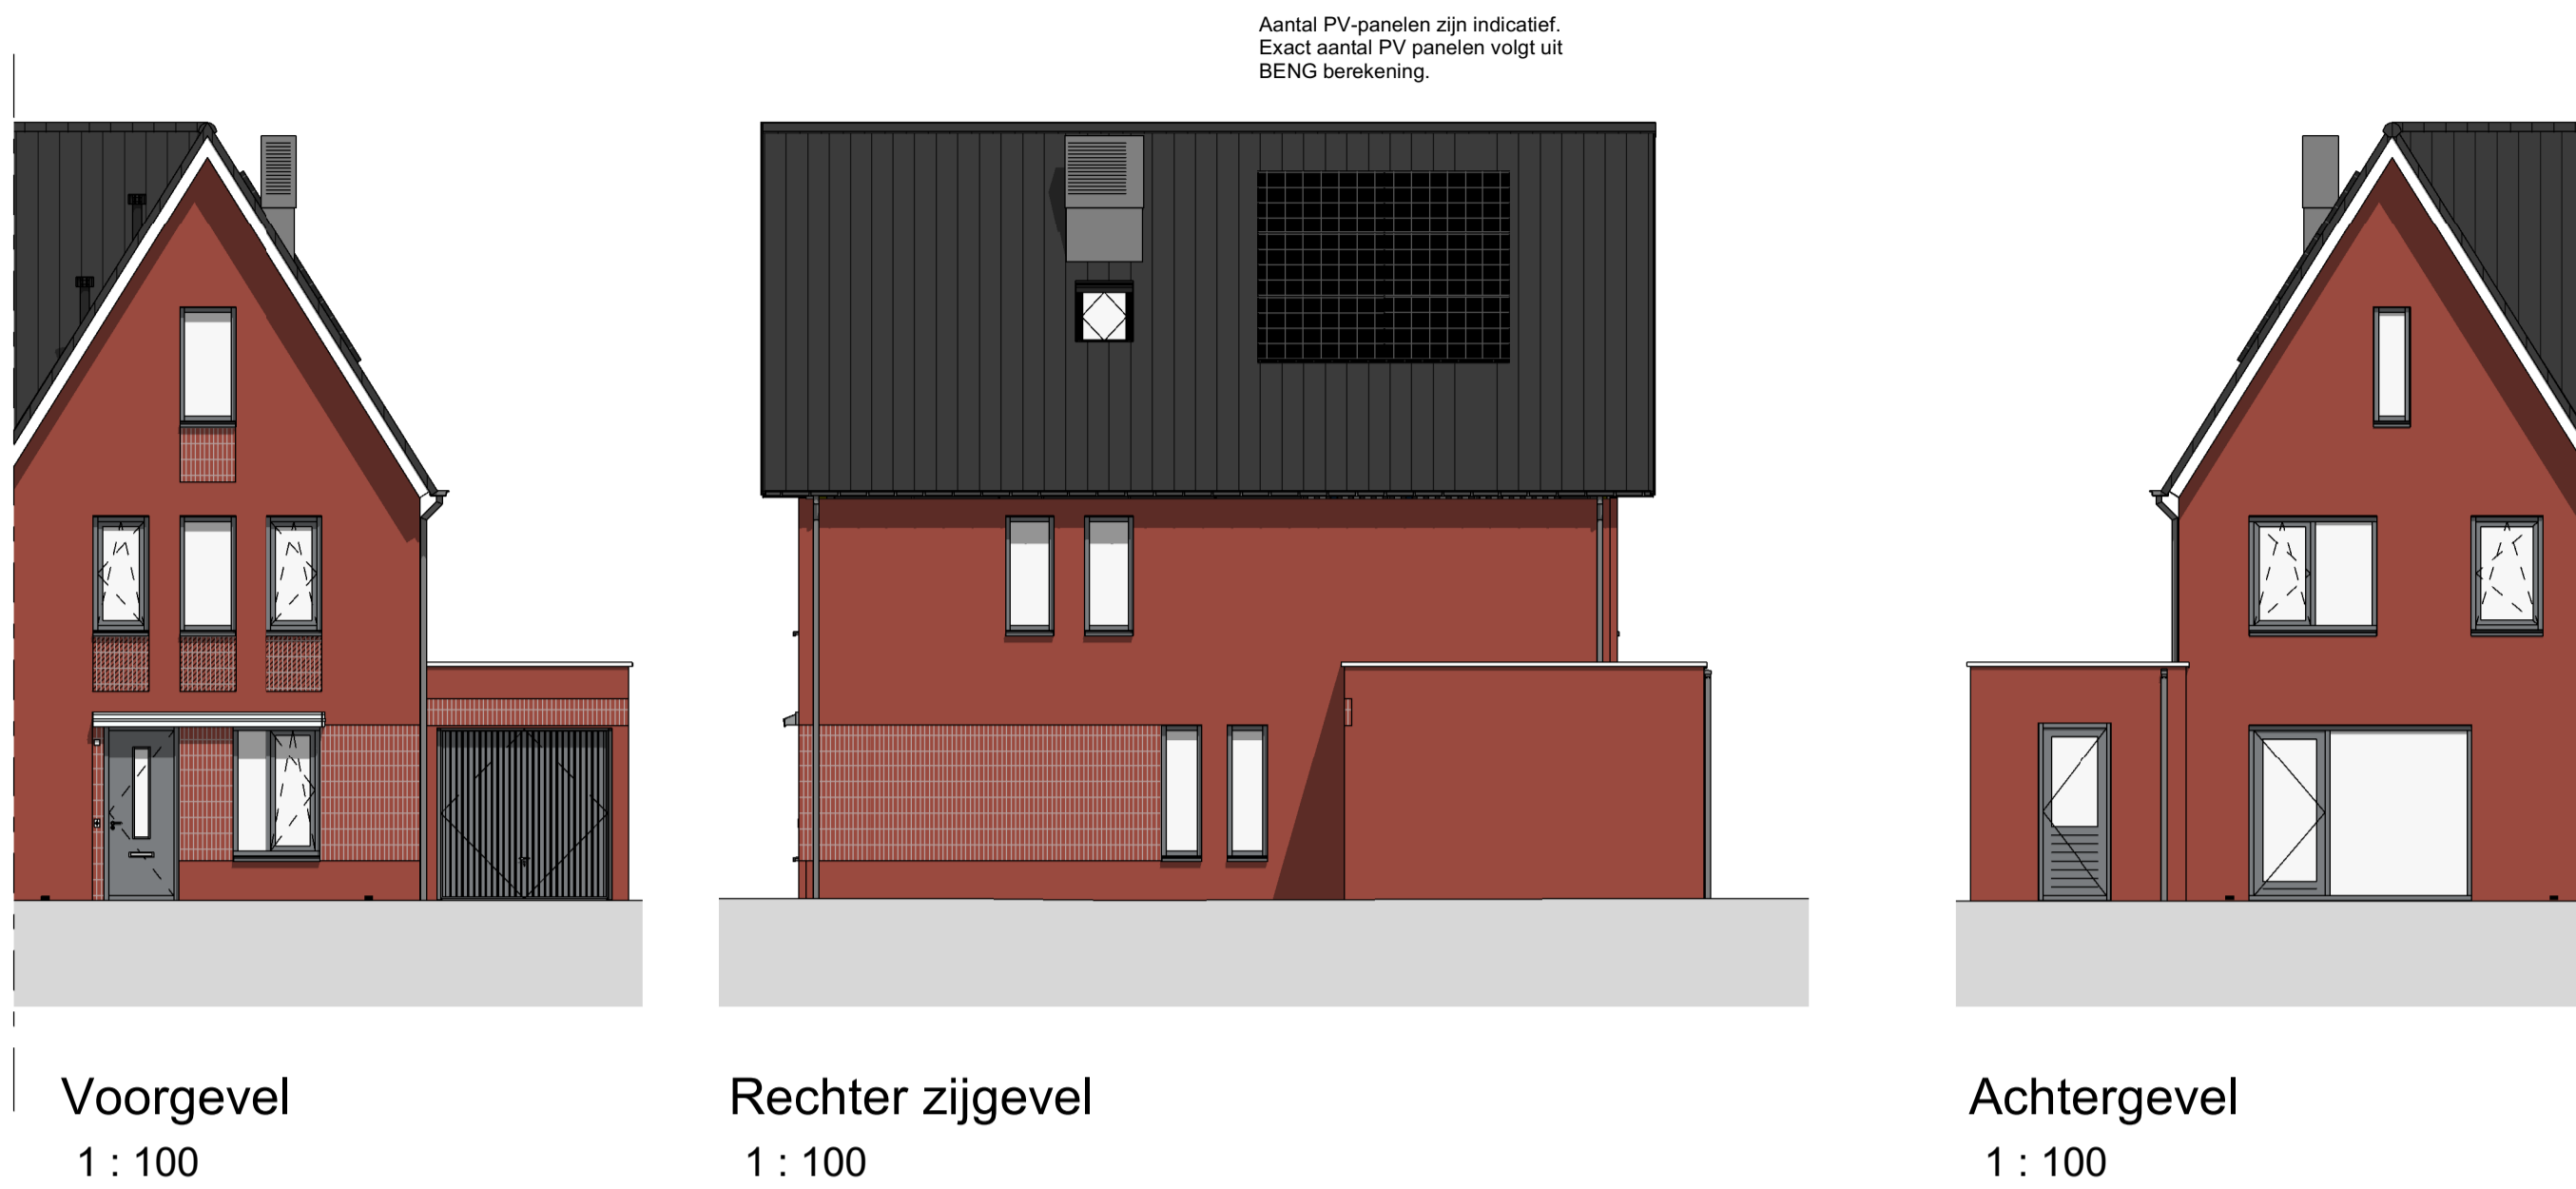 Aantal PV-panelen zijn indicatief.
Exact aantal PV panelen volgt uit
BENG berekening.
Voorgevel
1 : 100
Rechter zijgevel
1 : 100
Achtergevel
1 : 100